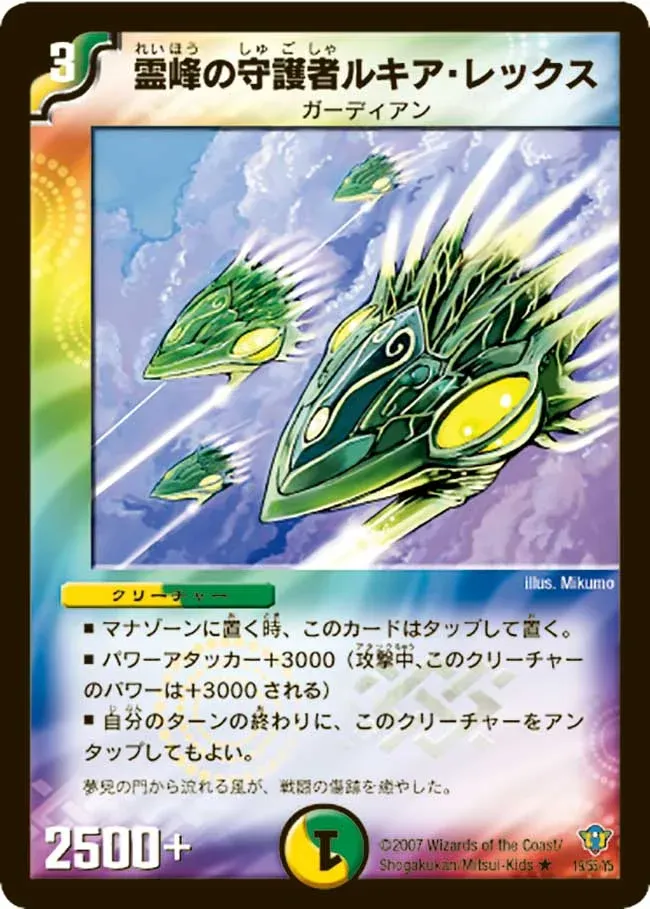 3
れいほう しゅごしゃ
霊峰の守護者ルキア・レックス
ガーディアン
illus. Mikumo
クリーチャー
■ マナゾーンに置く時、このカードはタップして置く。
■ パワーアタッカー+3000（攻撃中、このクリーチャー
のパワーは+3000 される）
■ 自分のターンの終わりに、このクリーチャーをアン
タップしてもよい。
夢見の門から流れる風が、戦闘の傷跡を癒やした。
2500+
1
©2007 Wizards of the Coast/
Shogakukan/Mitsui-Kids ★
19/55 Y5